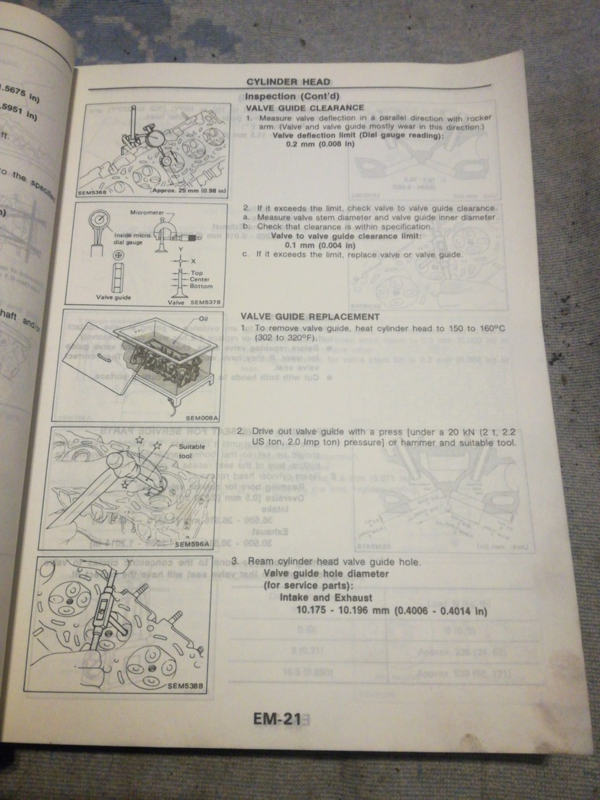 .5675 in)
.5951 in)
ft.
to the specified
haft and/o
CYLINDER HEAD
Inspection (Cont'd)
VALVE GUIDE CLEARANCE
1. Measure valve deflection in a parallel direction with rocker
arm. (Valve and valve guide mostly wear in this direction.)
Valve deflection limit (Dial gauge reading):
0.2 mm (0.008 in)
SEM536B
Approx. 25 mm (0.98 in)
2. If it exceeds the limit, check valve to valve guide clearance.
a. Measure valve stem diameter and valve guide inner diameter.
b. Check that clearance is within specification.
Valve to valve guide clearance limit:
0.1 mm (0.004 in)
c. If it exceeds the limit, replace valve or valve guide.
Micrometer
Inside micro.
dial gauge
Y
X
Top
Center
Bottom
Valve guide
Valve
SEM537B
VALVE GUIDE REPLACEMENT
1. To remove valve guide, heat cylinder head to 150 to 160°C
(302 to 320°F).
Oil
SEM008A
2. Drive out valve guide with a press [under a 20 kN (2 t, 2.2
US ton, 2.0 Imp ton) pressure] or hammer and suitable tool.
Suitable
tool
SEM596A
3. Ream cylinder head valve guide hole.
Valve guide hole diameter
(for service parts):
Intake and Exhaust
10.175 - 10.196 mm (0.4006 - 0.4014 in)
SEM538B
EM-21